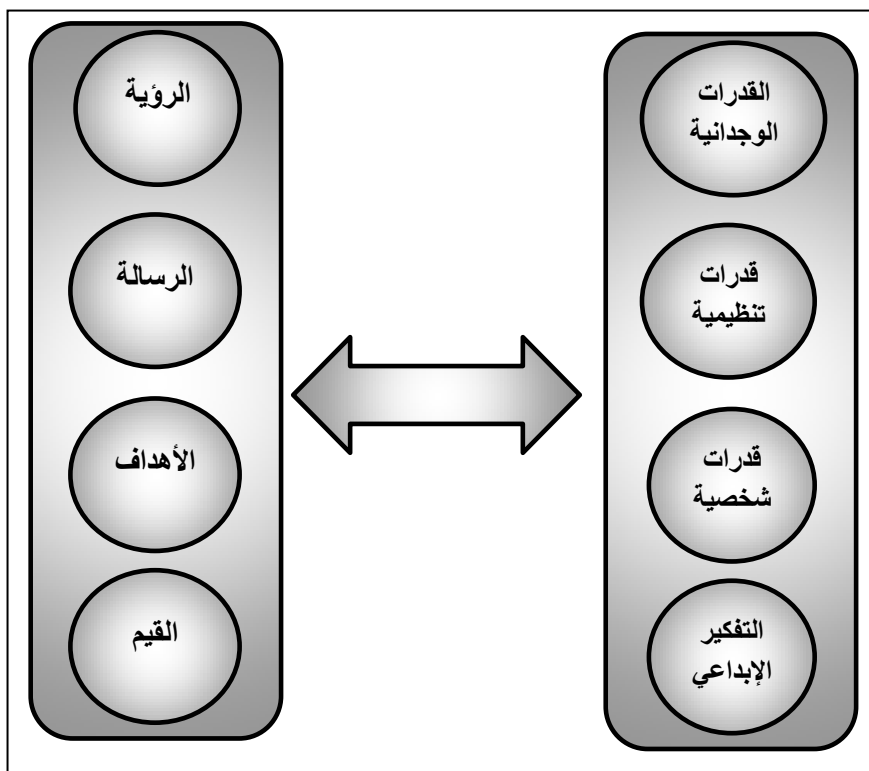 القدرات
الوجدانية
قدرات
تنظيمية
قدرات
شخصية
التفكير
الإبداعي
الرؤية
الرسالة
الأهداف
القيم